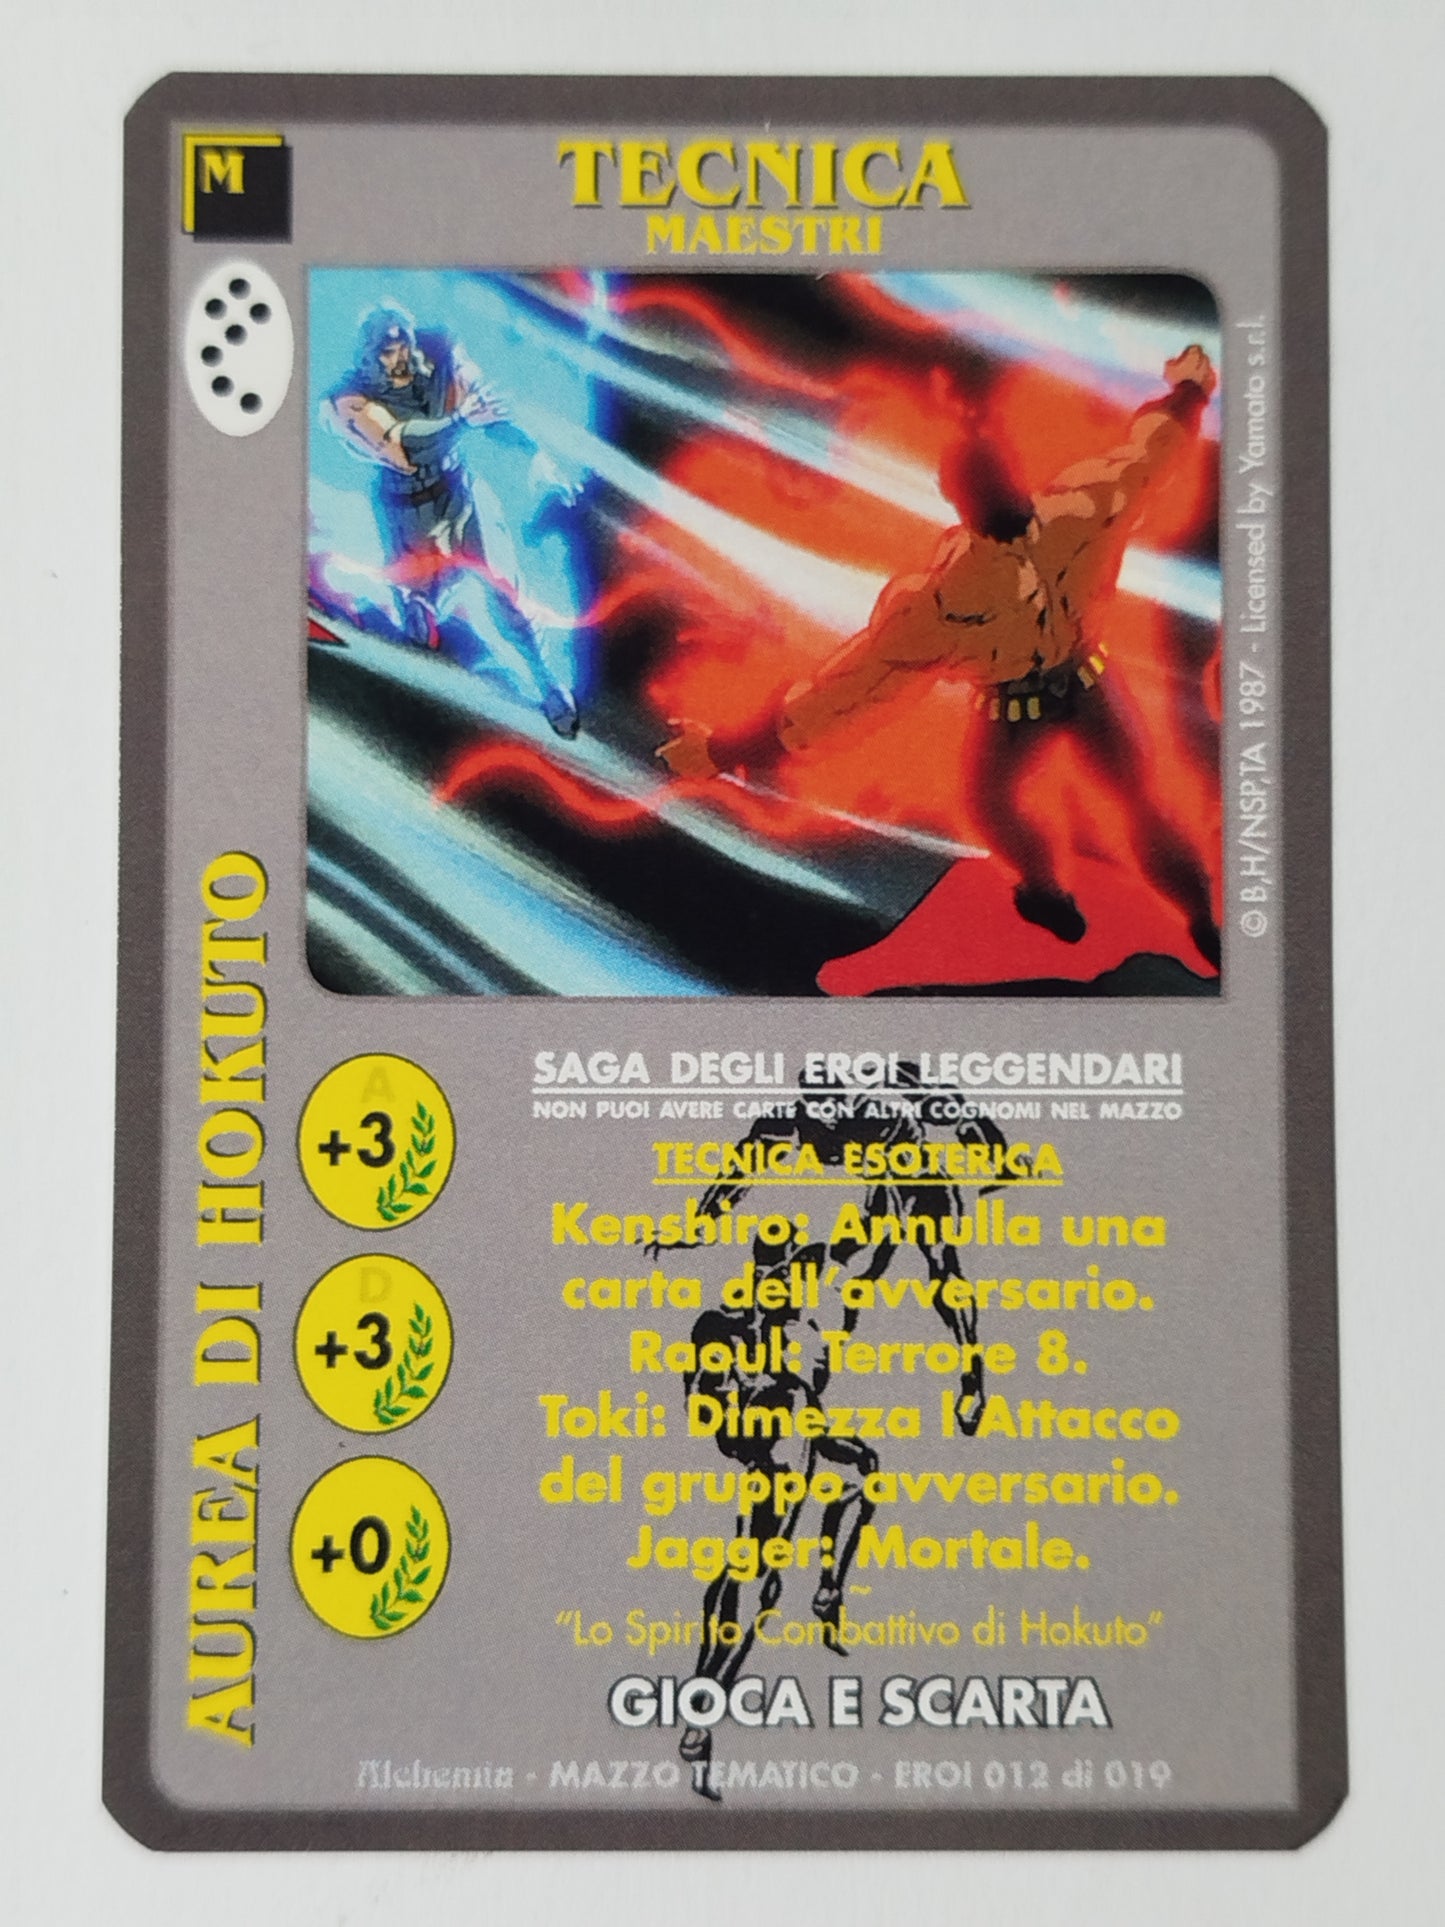 M
TECNICA
MAESTRI
© B,H/NSP,TA 1987 - Licensed by Yamato s.r.l.
AUREA DI HOKUTO
A
+3
D
+3
+0
SAGA DEGLI EROI LEGGENDARI
NON PUOI AVERE CARTE CON ALTRI COGNOMI NEL MAZZO
TECNICA ESOTERICA
Kenshiro: Annulla una
carta dell'avversario.
Raoul: Terrore 8.
Toki: Dimezza l'Attacco
del gruppo avversario.
Jagger: Mortale.
~
"Lo Spirito Combattivo di Hokuto"
GIOCA E SCARTA
Alchemia - MAZZO TEMATICO - EROI 012 di 019